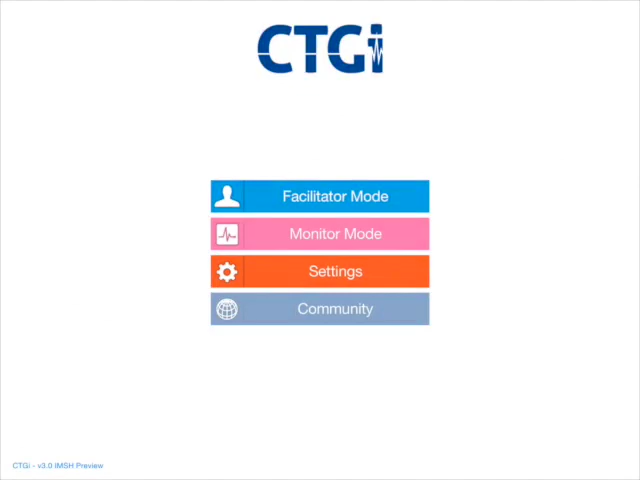 CTGi
Facilitator Mode
Monitor Mode
Settings
Community
CTGi - v3.0 IMSH Preview